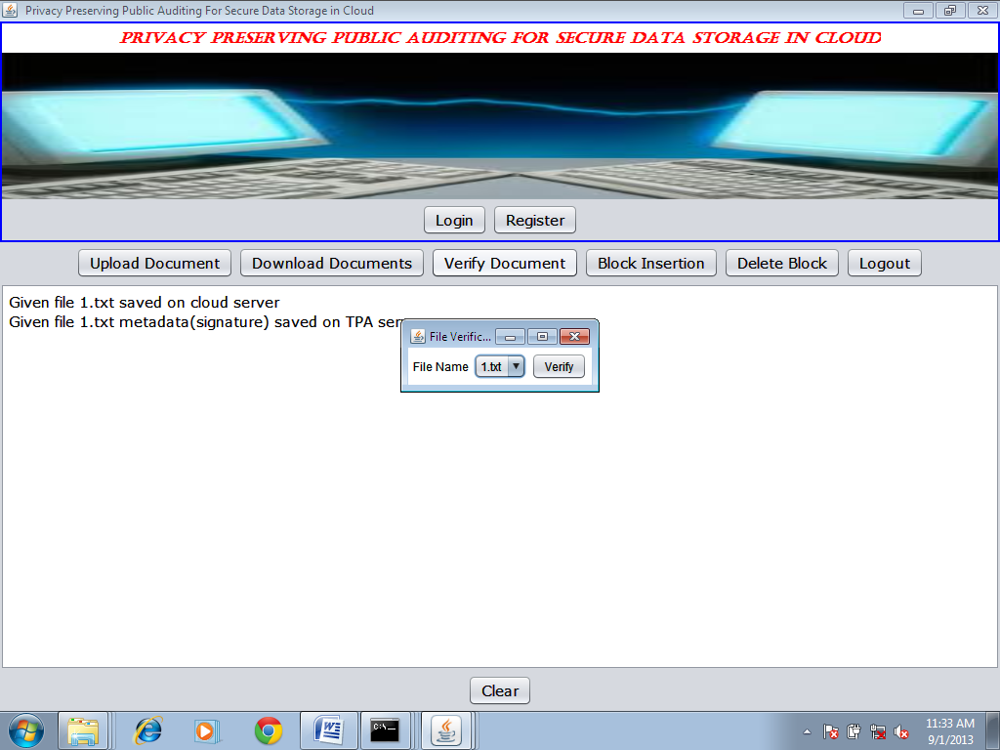 Privacy Preserving Public Auditing For Secure Data Storage in Cloud
PRIVACY PRESERVING PUBLIC AUDITING FOR SECURE DATA STORAGE IN CLOUD
Login Register
Upload Document Download Documents Verify Document Block Insertion Delete Block Logout
Given file 1.txt saved on cloud server
Given file 1.txt metadata(signature) saved on TPA
File Verific...
File Name 1.txt Verify
Clear
C:\._
W
11:33 AM
9/1/2013